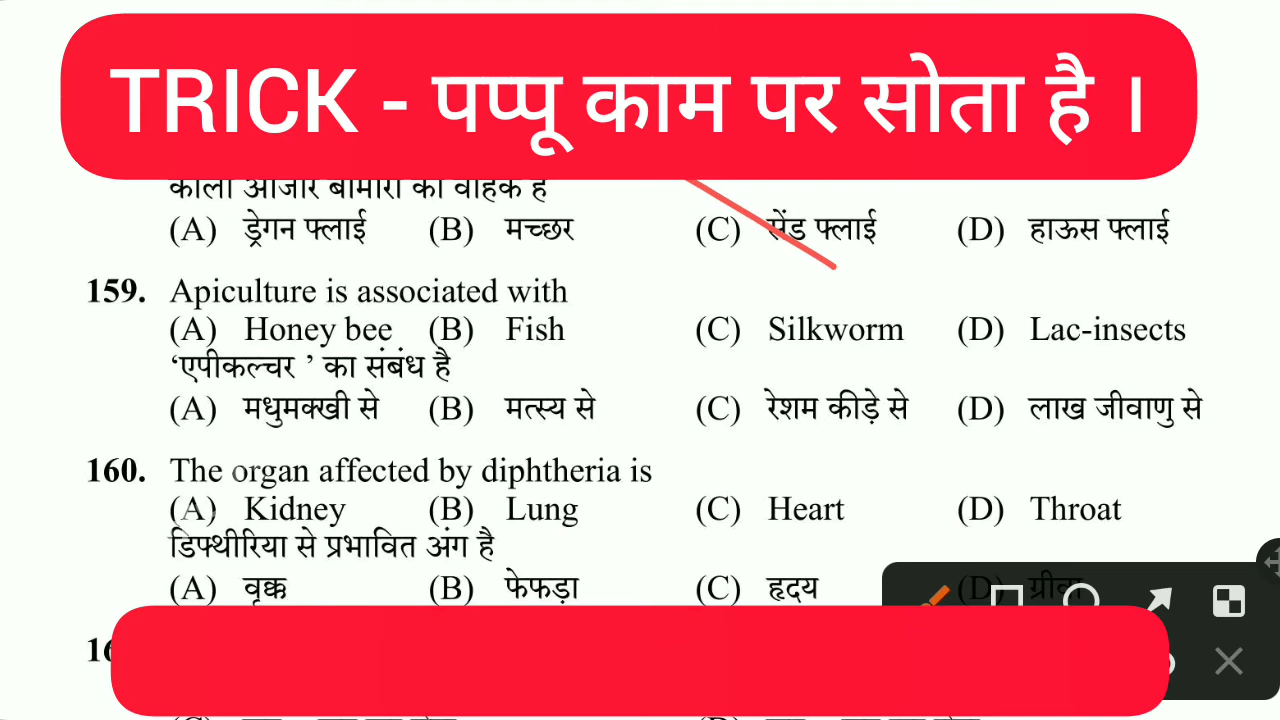 TRICK - पप्पू काम पर सोता है ।
काला आजार बीमारी का वाहक है
(A) ड्रेगन फ्लाई (B) मच्छर (C) सेंड फ्लाई (D) हाऊस फ्लाई
159. Apiculture is associated with
(A) Honey bee (B) Fish (C) Silkworm (D) Lac-insects
‘एपीकल्चर ’ का संबंध है
(A) मधुमक्खी से (B) मत्स्य से (C) रेशम कीड़े से (D) लाख जीवाणु से
160. The organ affected by diphtheria is
(A) Kidney (B) Lung (C) Heart (D) Throat
डिफ्थीरिया से प्रभावित अंग है
(A) वृक्क (B) फेफड़ा (C) हृदय (D) ग्रीवा